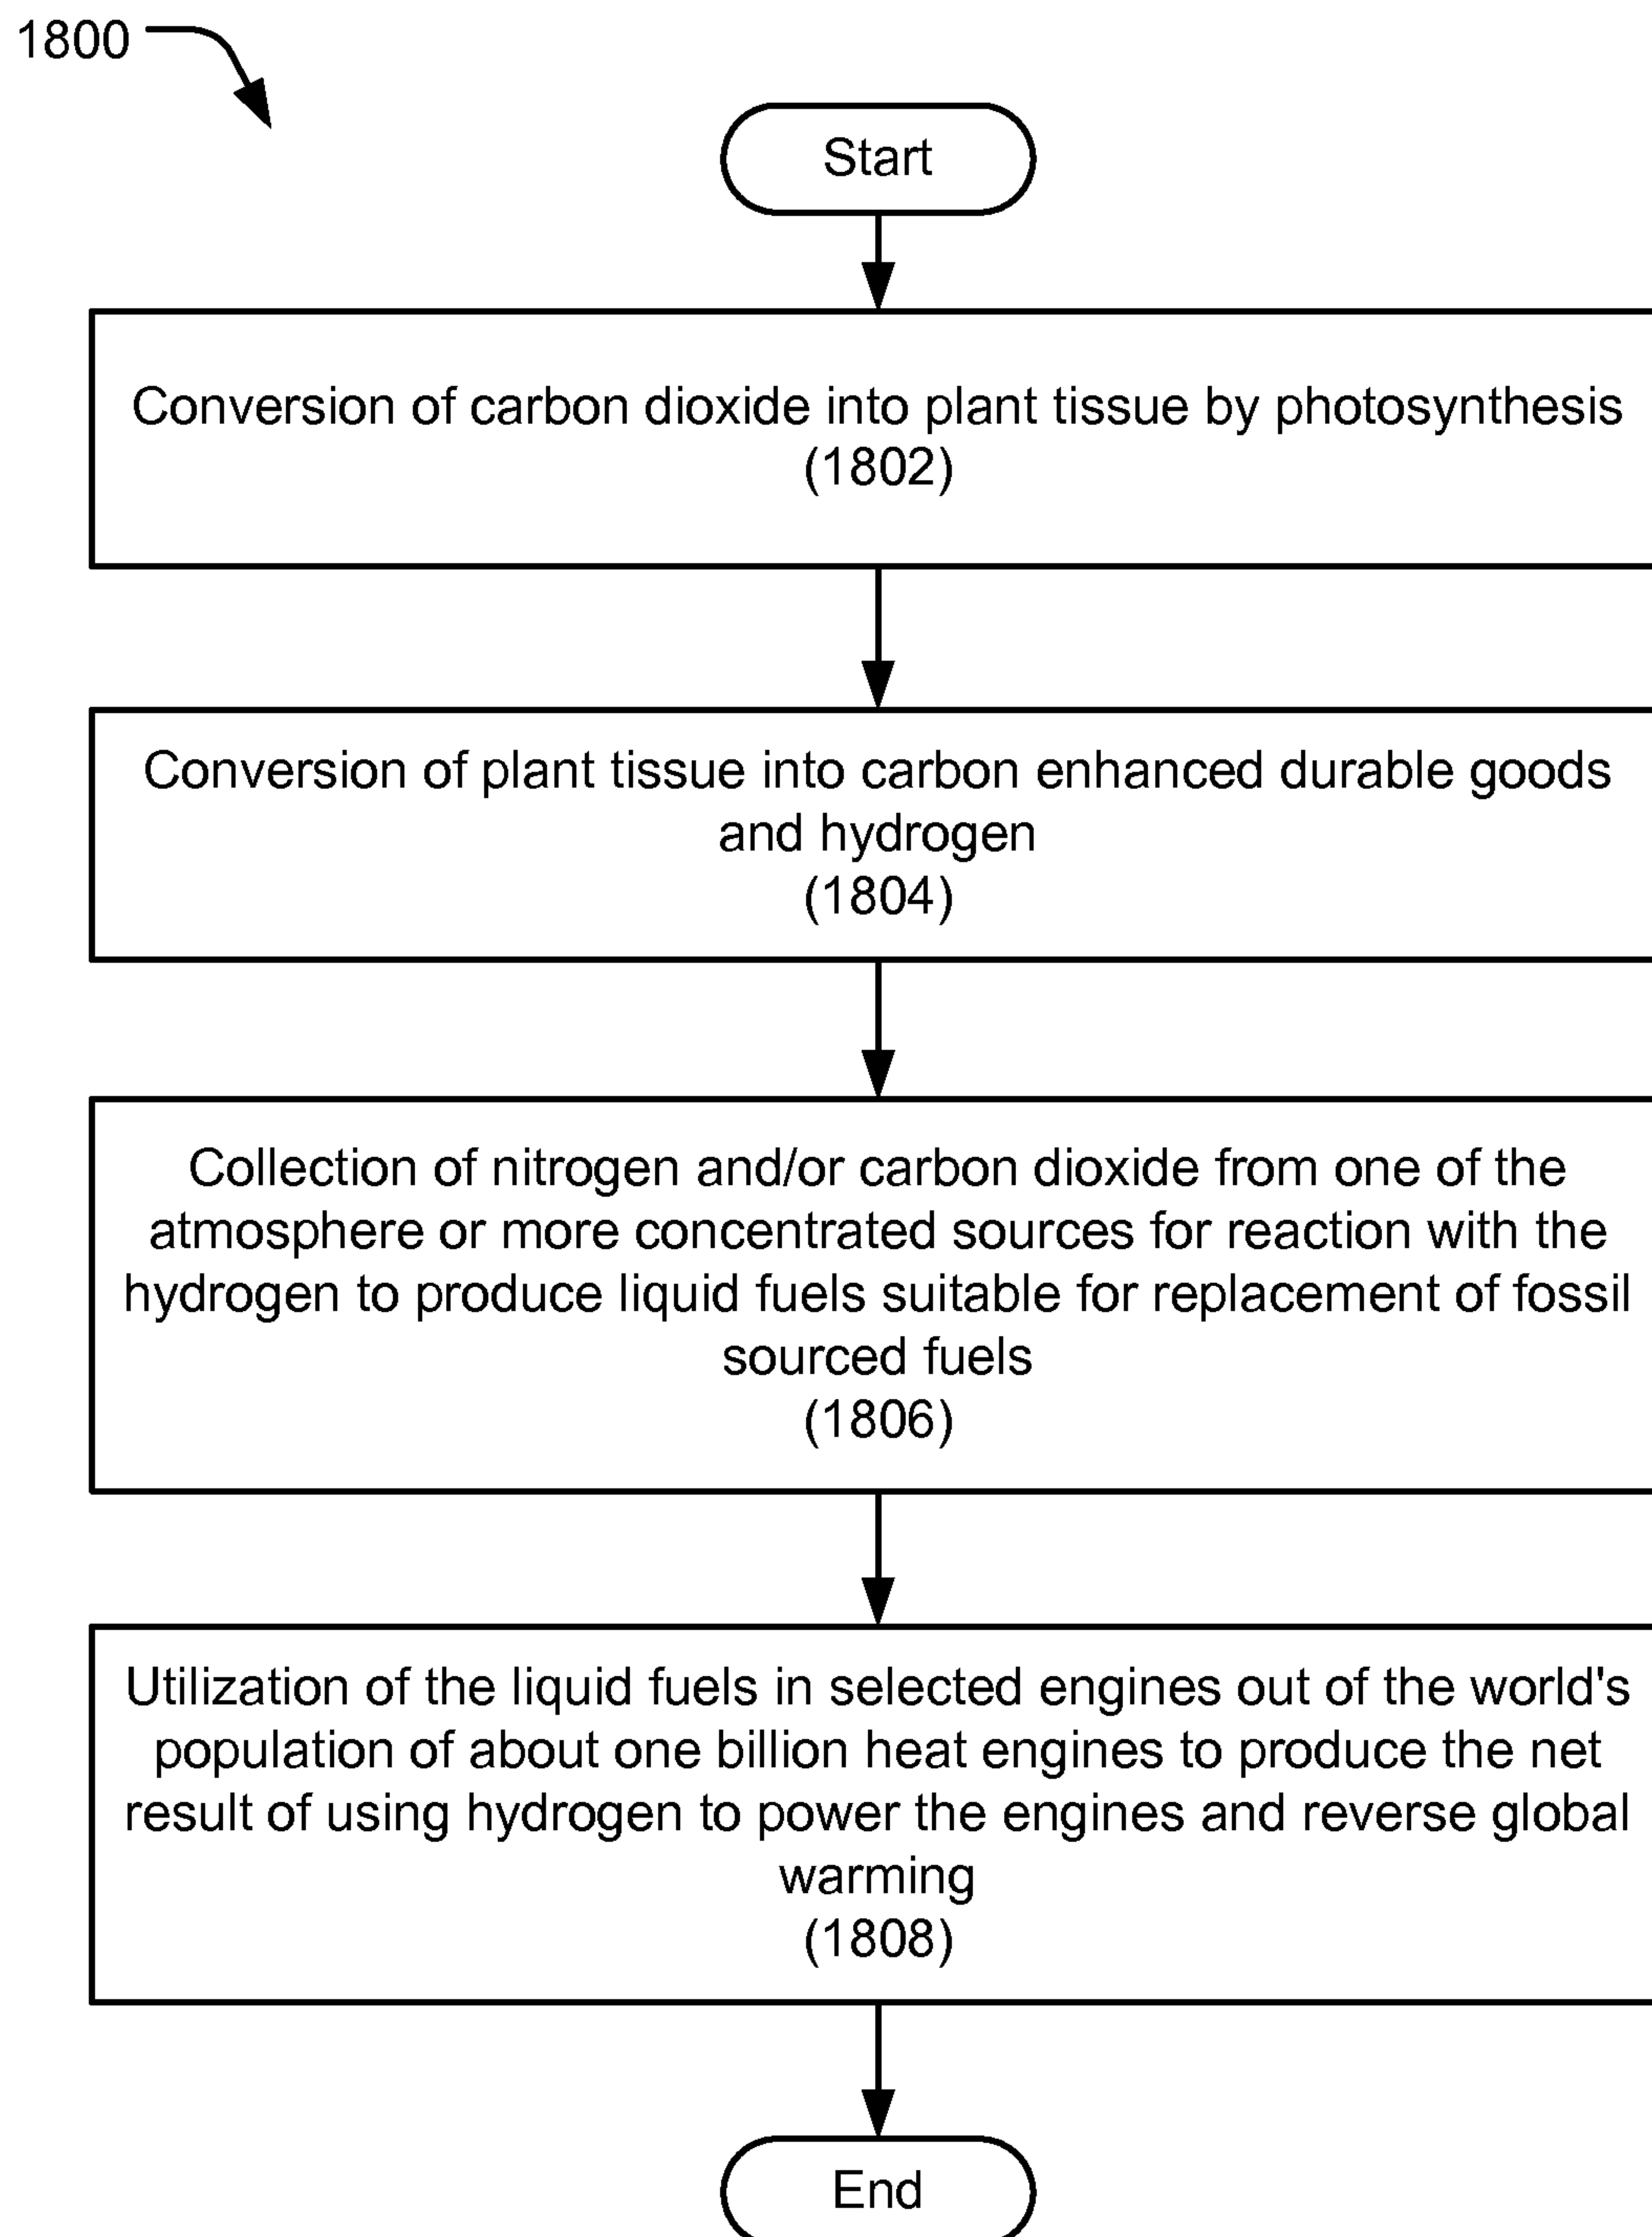 1800
Start
Conversion of carbon dioxide into plant tissue by photosynthesis
(1802)
Conversion of plant tissue into carbon enhanced durable goods
and hydrogen
(1804)
Collection of nitrogen and/or carbon dioxide from one of the
atmosphere or more concentrated sources for reaction with the
hydrogen to produce liquid fuels suitable for replacement of fossil
sourced fuels
(1806)
Utilization of the liquid fuels in selected engines out of the world's
population of about one billion heat engines to produce the net
result of using hydrogen to power the engines and reverse global
warming
(1808)
End